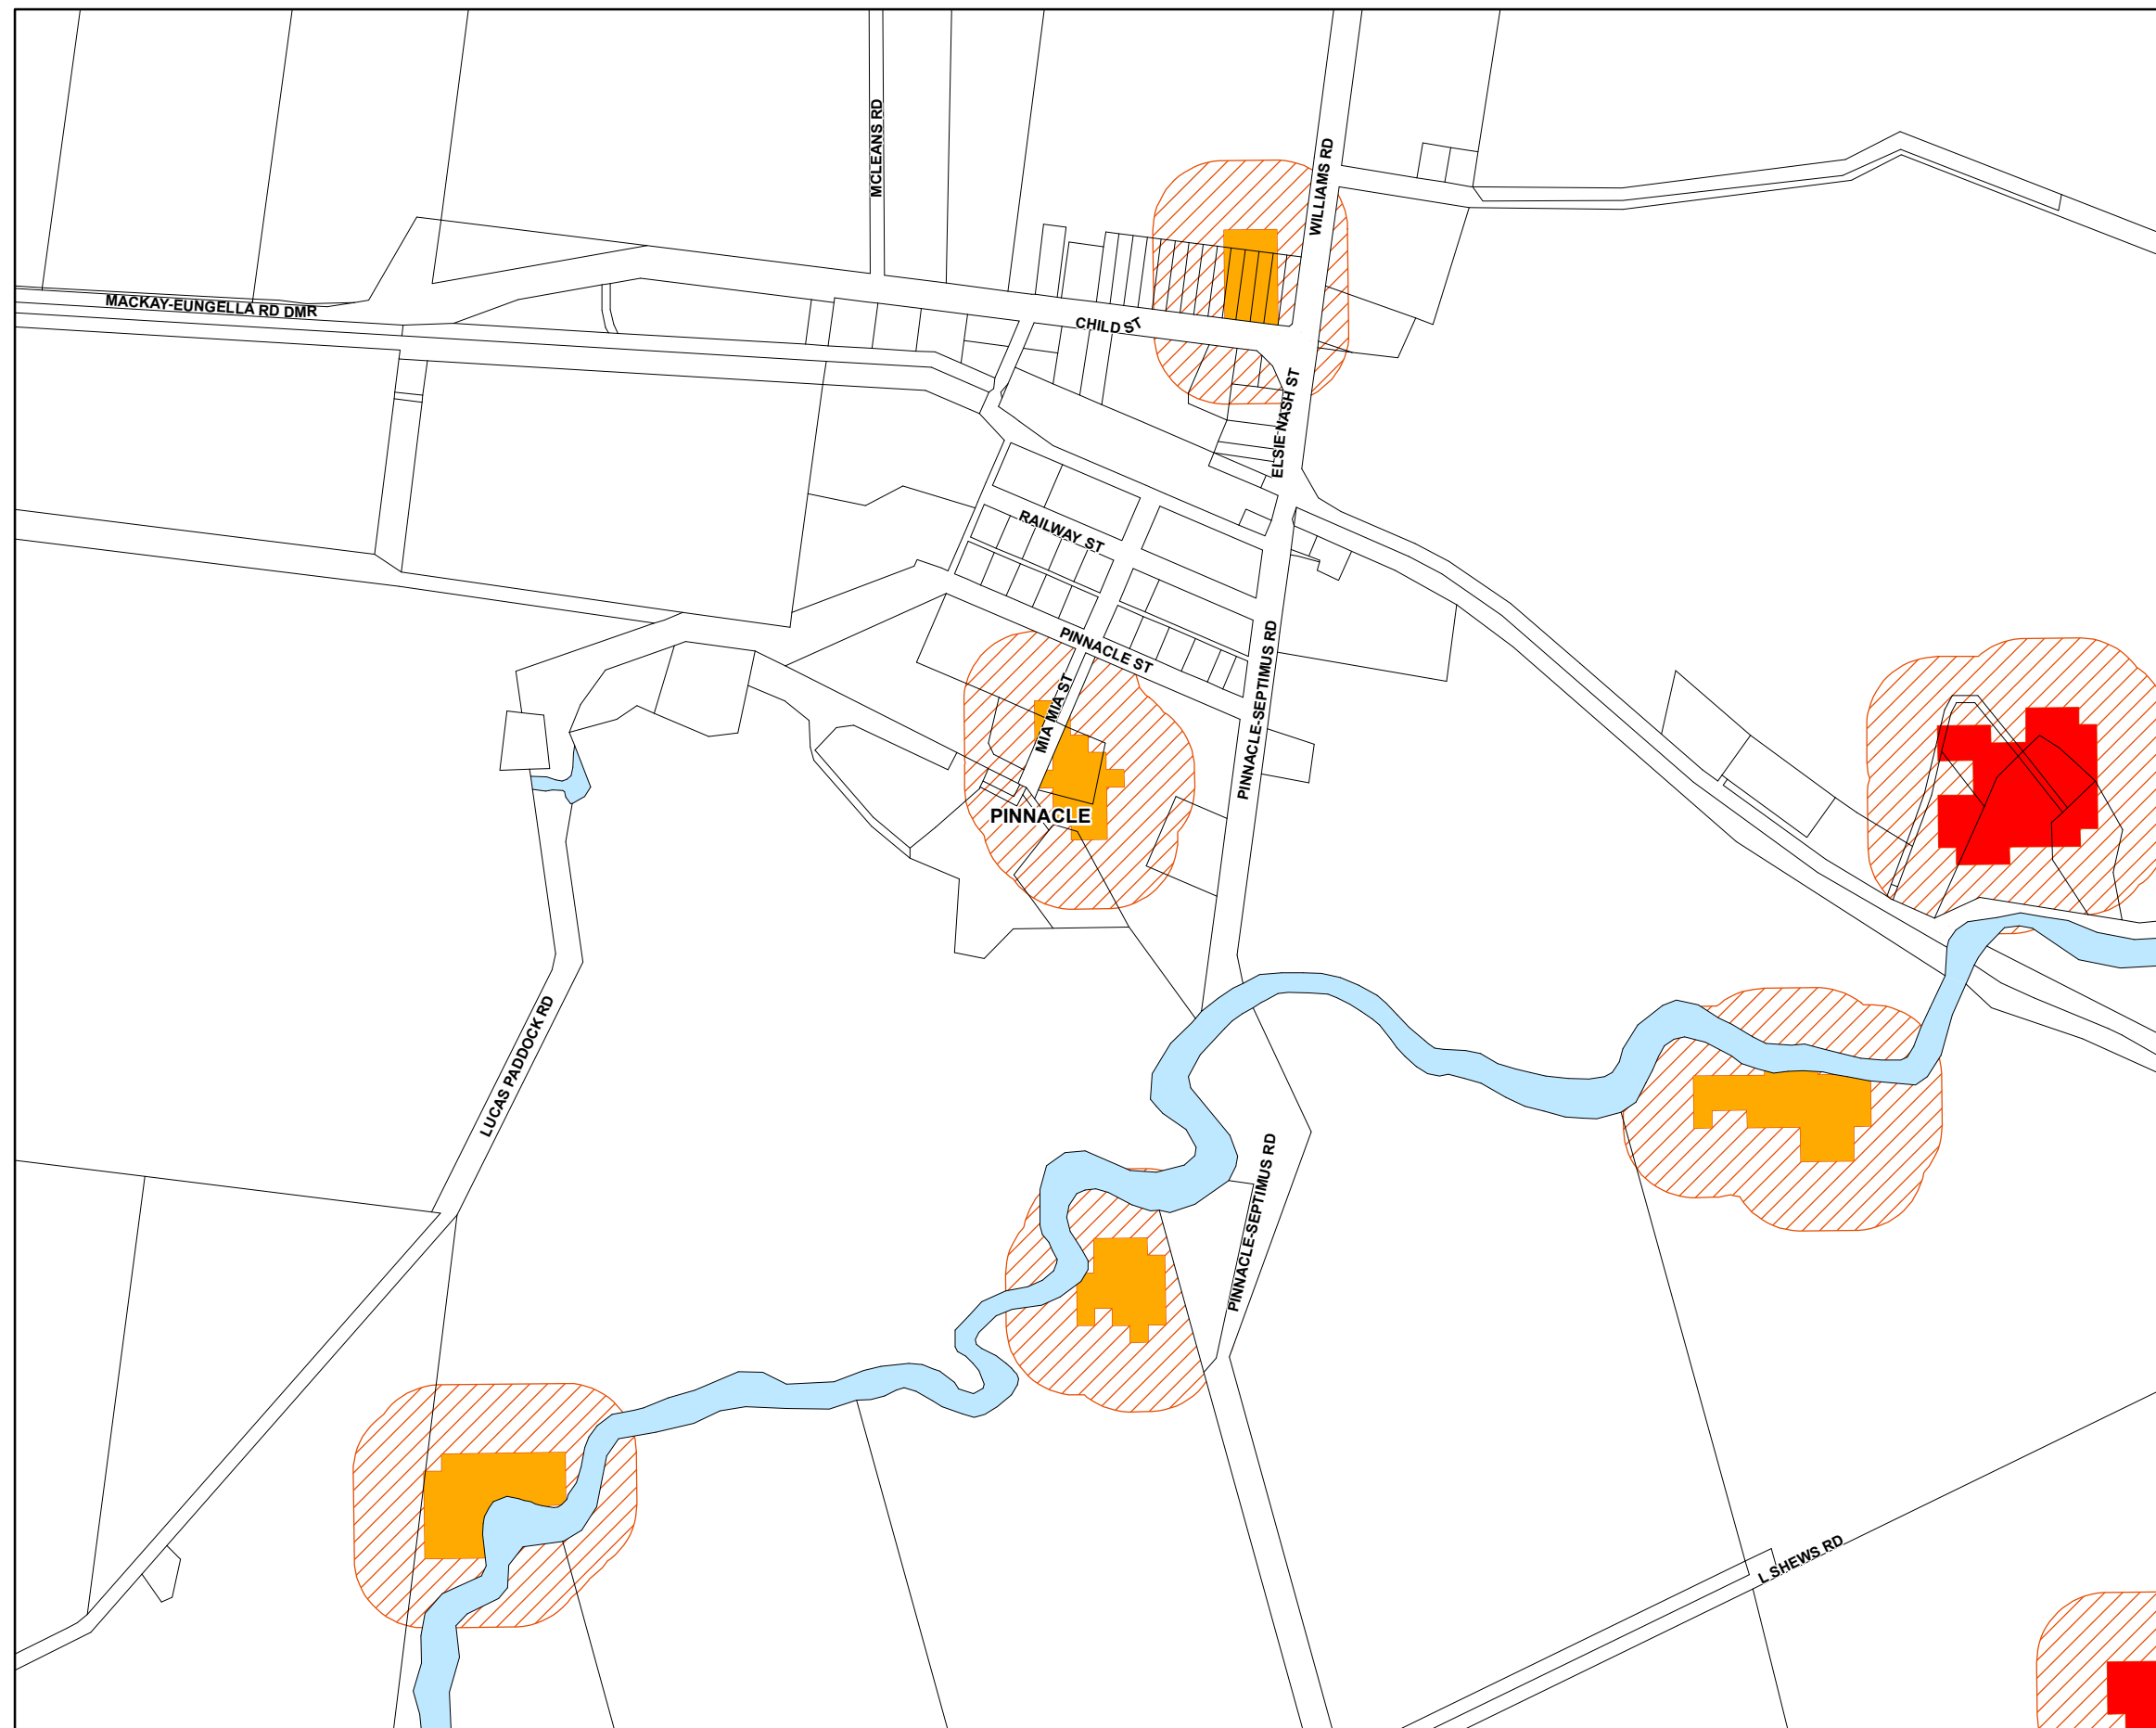 MCLEANS RD
WILLIAMS RD
MACKAY-EUNGELLA RD DMR
CHILD ST
ELSIE NASH ST
RAILWAY ST
PINNACLE ST
MIA MIA ST
PINNACLE-SEPTIMUS RD
PINNACLE
LUCAS PADDOCK RD
PINNACLE-SEPTIMUS RD
L SHEWS RD